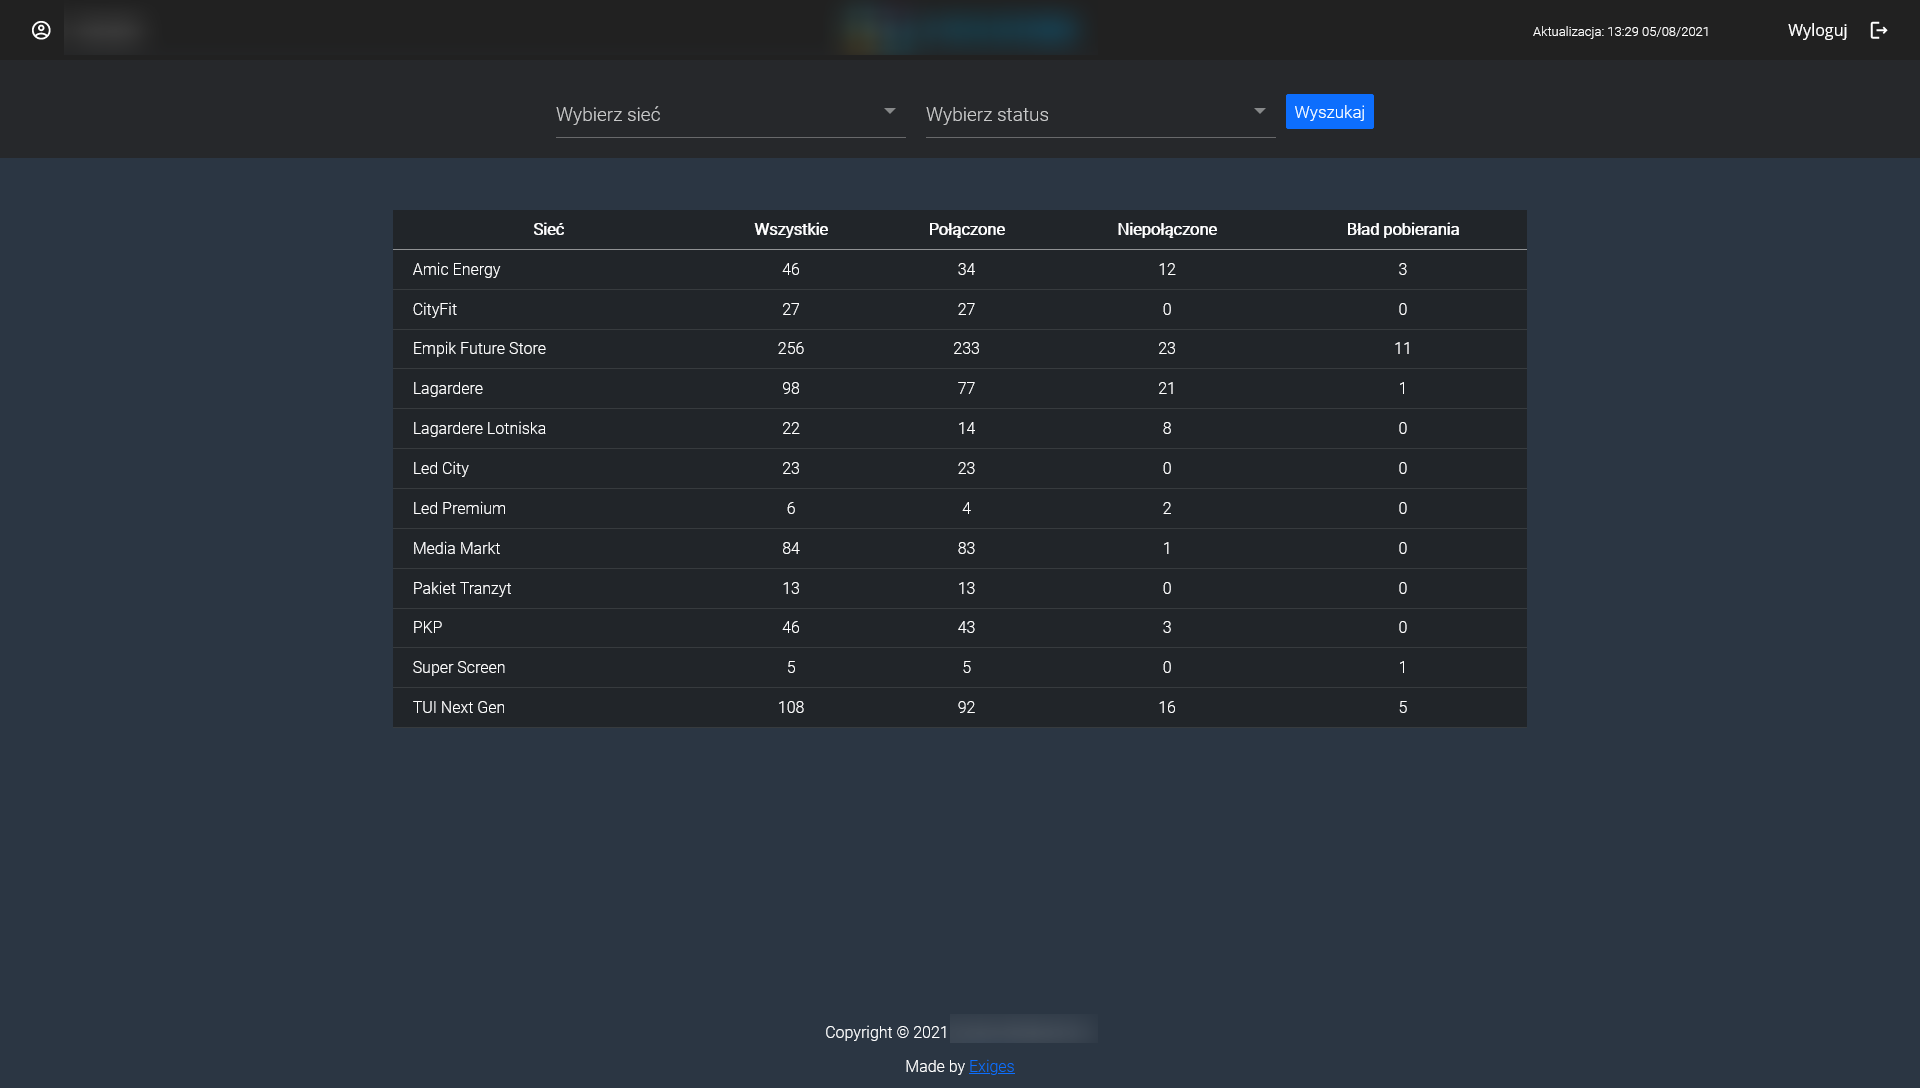 Aktualizacja: 13:29 05/08/2021 Wyloguj
Wybierz sieć Wybierz status Wyszukaj
Sieć Wszystkie Połączone Niepołączone Bład pobierania
Amic Energy 46 34 12 3
CityFit 27 27 0 0
Empik Future Store 256 233 23 11
Lagardere 98 77 21 1
Lagardere Lotniska 22 14 8 0
Led City 23 23 0 0
Led Premium 6 4 2 0
Media Markt 84 83 1 0
Pakiet Tranzyt 13 13 0 0
PKP 46 43 3 0
Super Screen 5 5 0 1
TUI Next Gen 108 92 16 5
Copyright © 2021
Made by Exiges